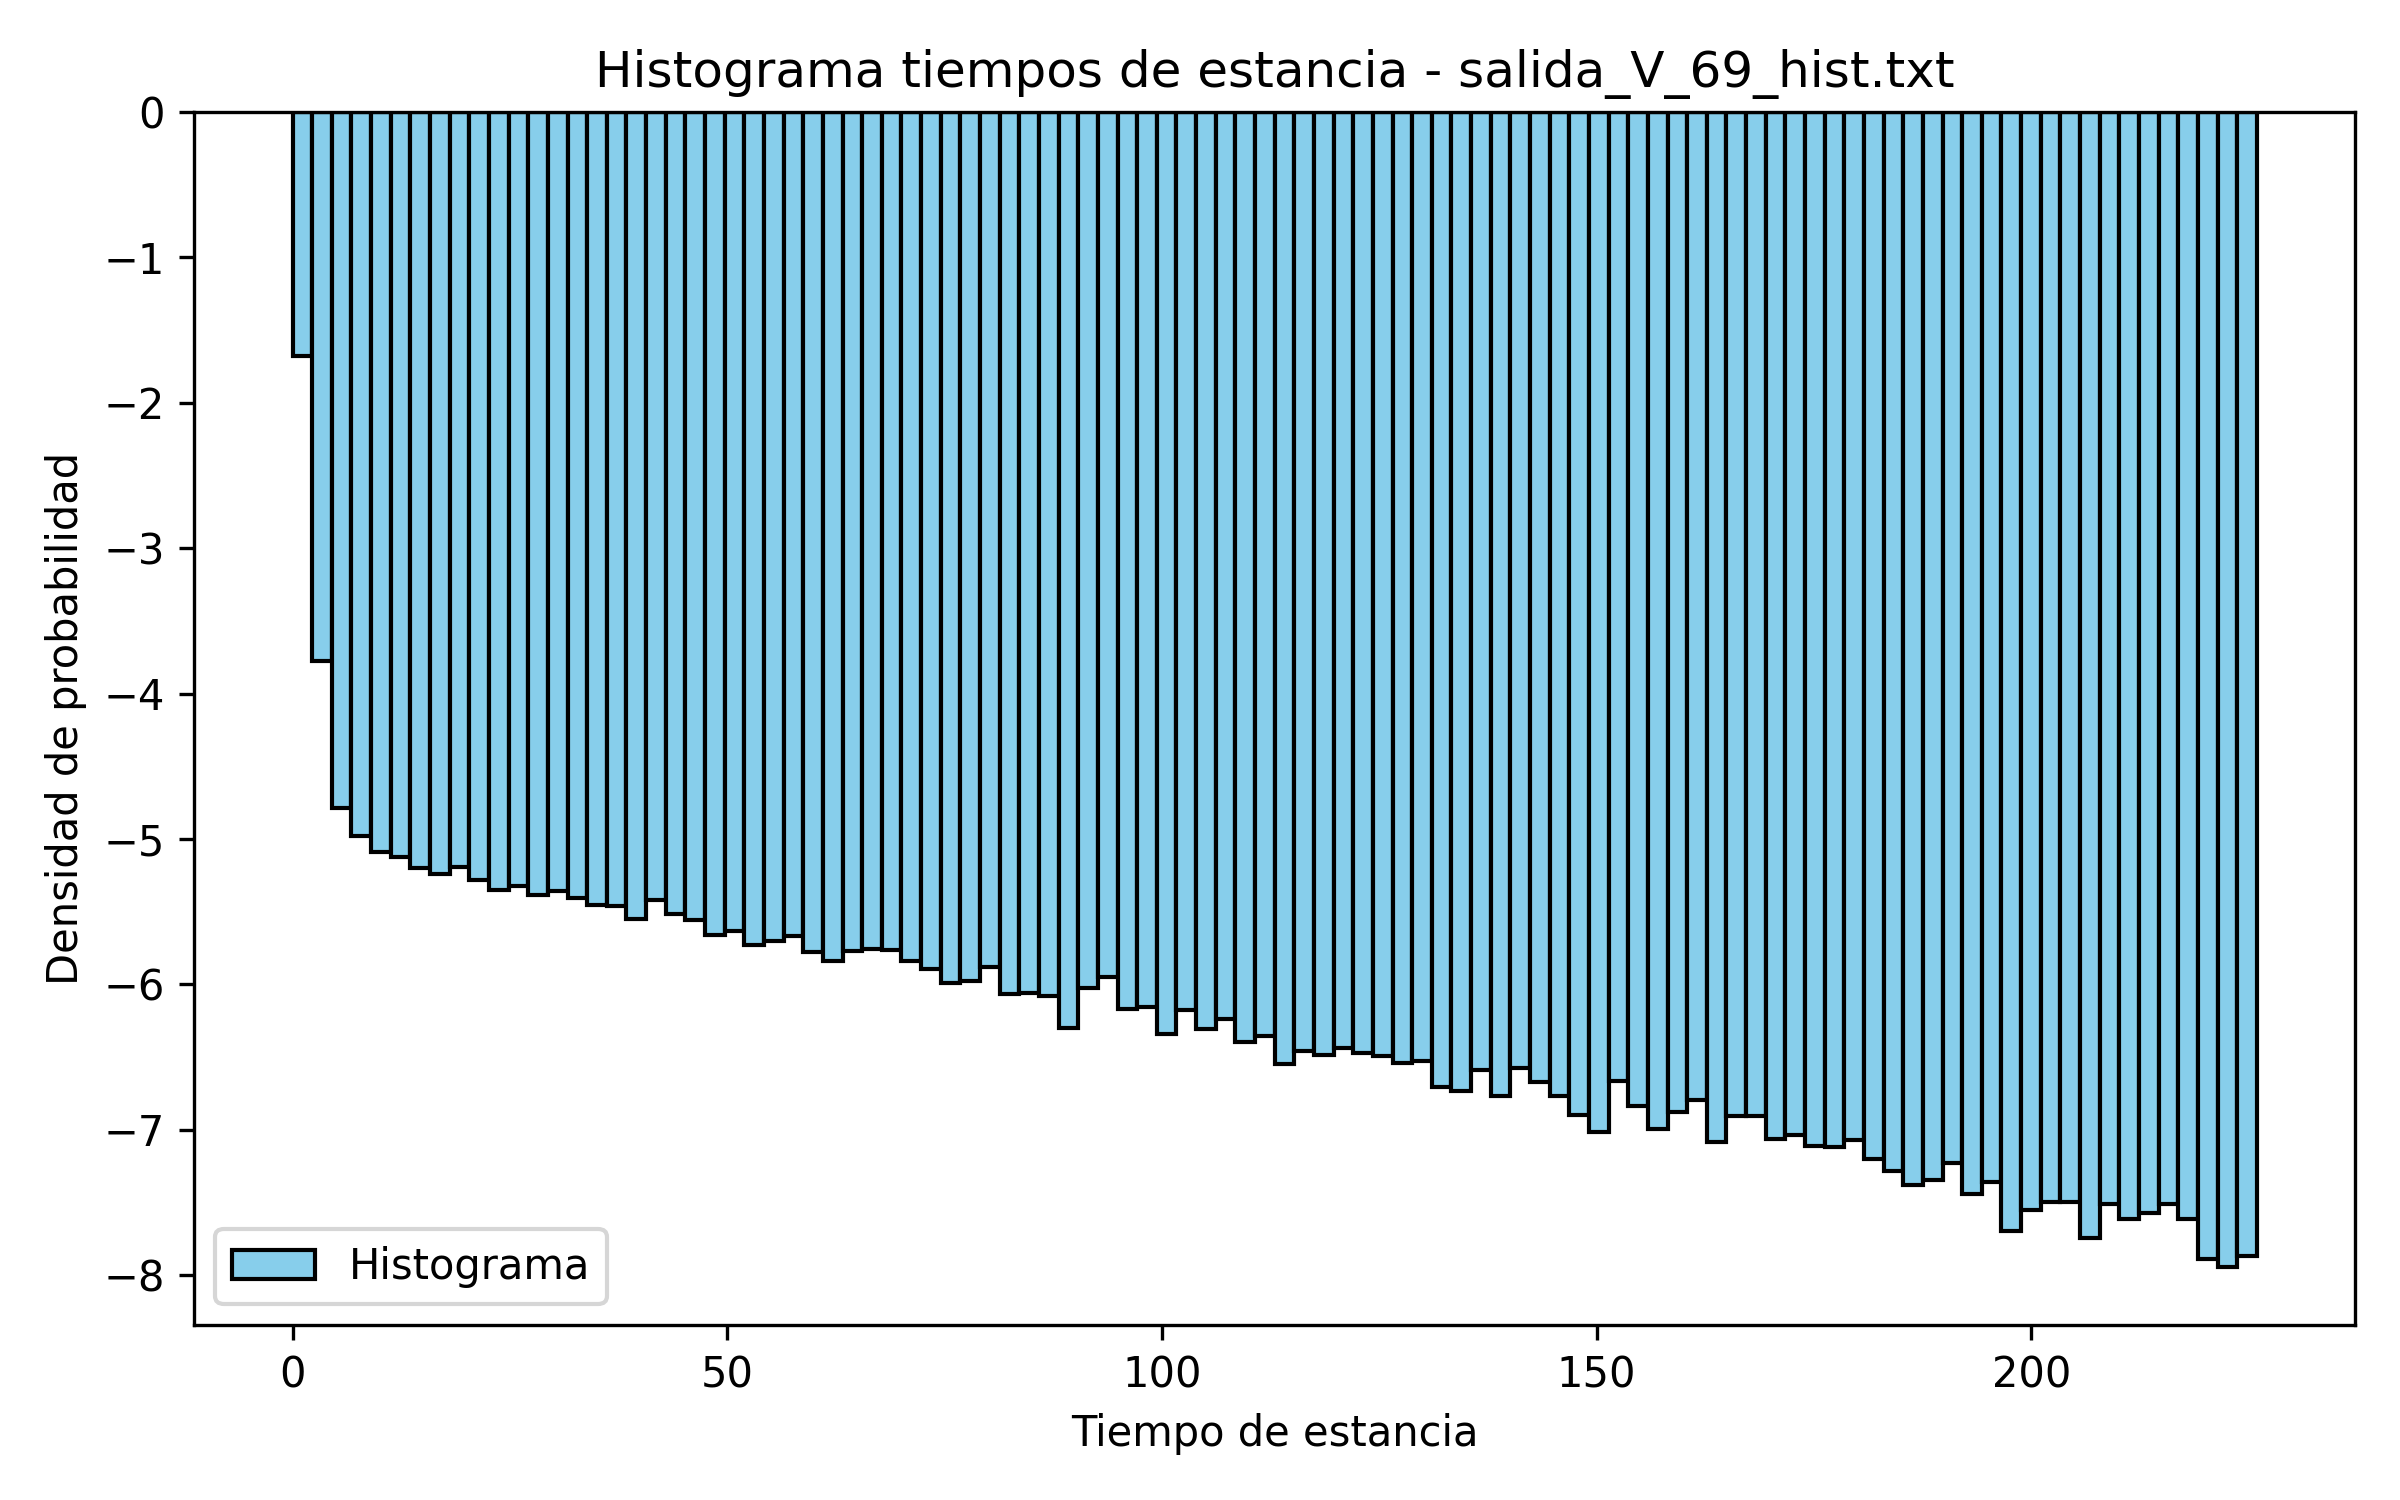 Histograma tiempos de estancia - salida_V_69_hist.txt
0
−1
−2
−3
−4
−5
−6
−7
−8
Densidad de probabilidad
Histograma
0 50 100 150 200
Tiempo de estancia